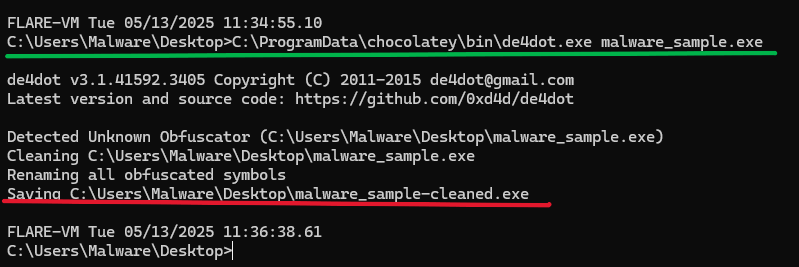 FLARE-VM Tue 05/13/2025 11:34:55.10
C:\Users\Malware\Desktop>C:\ProgramData\chocolatey\bin\de4dot.exe malware_sample.exe
de4dot v3.1.41592.3405 Copyright (C) 2011-2015 de4dot@gmail.com
Latest version and source code: https://github.com/0xd4d/de4dot
Detected Unknown Obfuscator (C:\Users\Malware\Desktop\malware_sample.exe)
Cleaning C:\Users\Malware\Desktop\malware_sample.exe
Renaming all obfuscated symbols
Saving C:\Users\Malware\Desktop\malware_sample-cleaned.exe
FLARE-VM Tue 05/13/2025 11:36:38.61
C:\Users\Malware\Desktop>